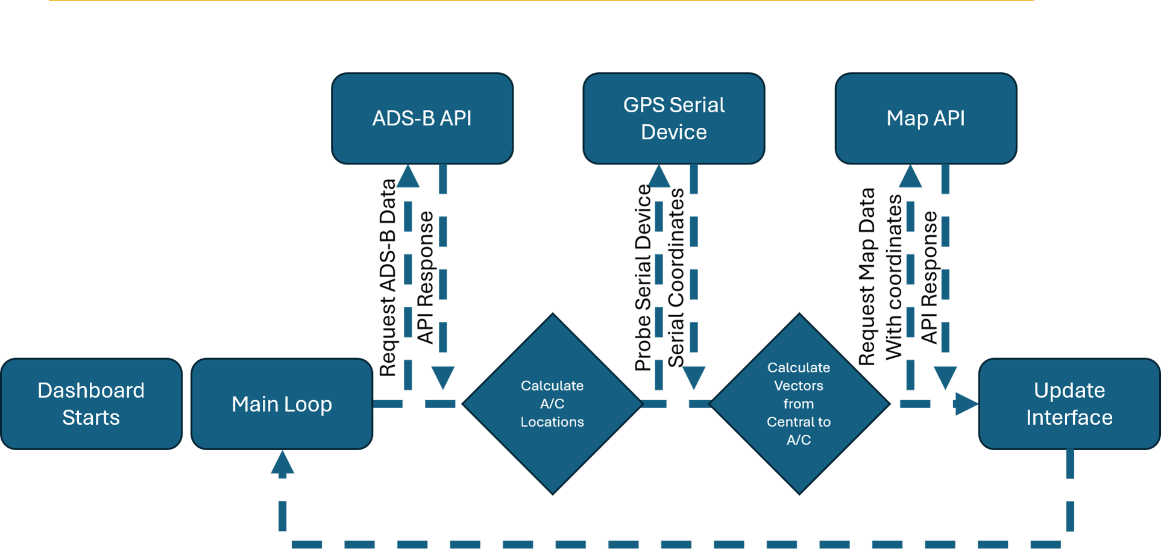 ADS-B API
GPS Serial
Device
Map API
Request ADS-B Data
API Response
Probe Serial Device
Serial Coordinates
Request Map Data
With coordinates
API Response
Dashboard
Starts
Main Loop
Calculate
A/C
Locations
Calculate
Vectors
from
Central to
A/C
Update
Interface